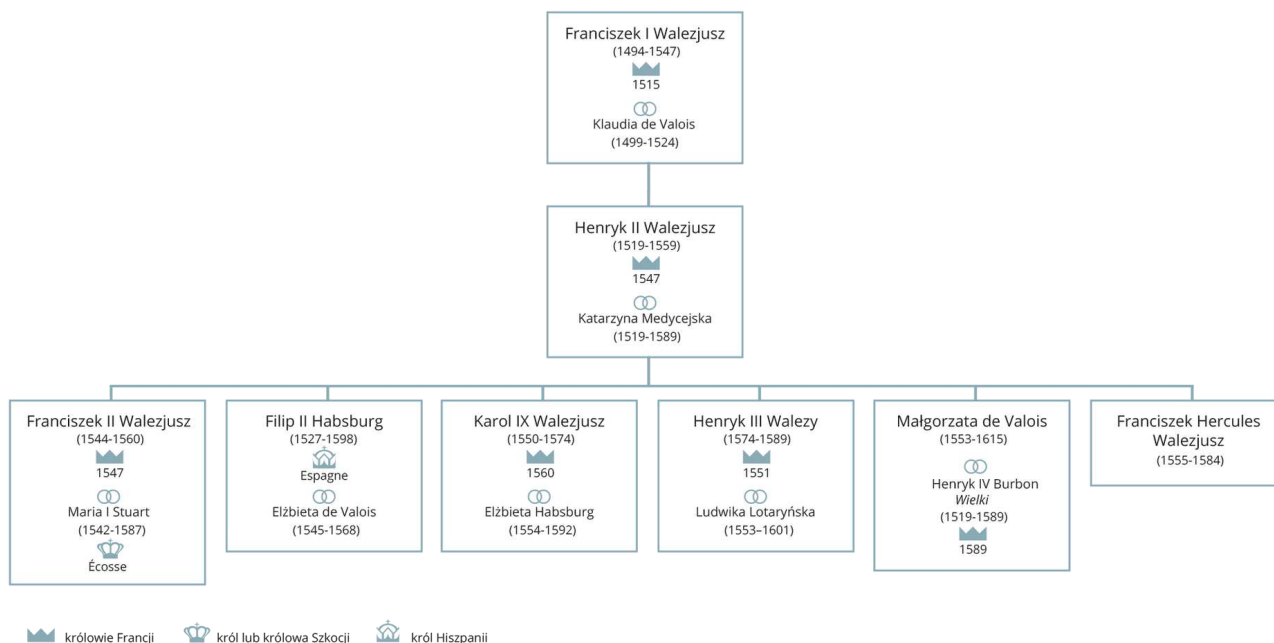 Franciszek I Walezjusz
(1494-1547)
1515
Klaudia de Valois
(1499-1524)
Henryk II Walezjusz
(1519-1559)
1547
Katarzyna Medycejska
(1519-1589)
Franciszek II Walezjusz
(1544-1560)
1547
Maria I Stuart
(1542-1587)
Écosse
Filip II Habsburg
(1527-1598)
Espagne
Elżbieta de Valois
(1545-1568)
Karol IX Walezjusz
(1550-1574)
1560
Elżbieta Habsburg
(1554-1592)
Henryk III Walezy
(1574-1589)
1551
Ludwika Lotaryńska
(1553–1601)
Małgorzata de Valois
(1553-1615)
Henryk IV Burbon
Wielki
(1519-1589)
1589
Franciszek Hercules
Walezjusz
(1555-1584)
królowie Francji
król lub królowa Szkocji
król Hiszpanii